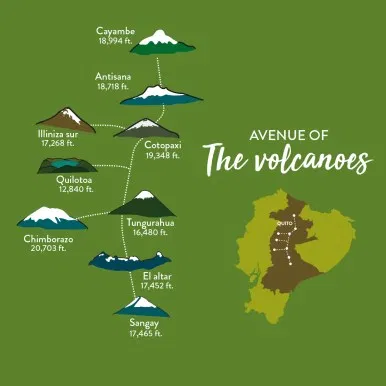 Cayambe
18,994 ft.
Antisana
18,718 ft.
Illiniza sur
17,268 ft.
Cotopaxi
19,348 ft.
Quilotoa
12,840 ft.
Tungurahua
16,480 ft.
Chimborazo
20,703 ft.
El altar
17,452 ft.
Sangay
17,465 ft.
AVENUE OF
The volcanoes
QUITO